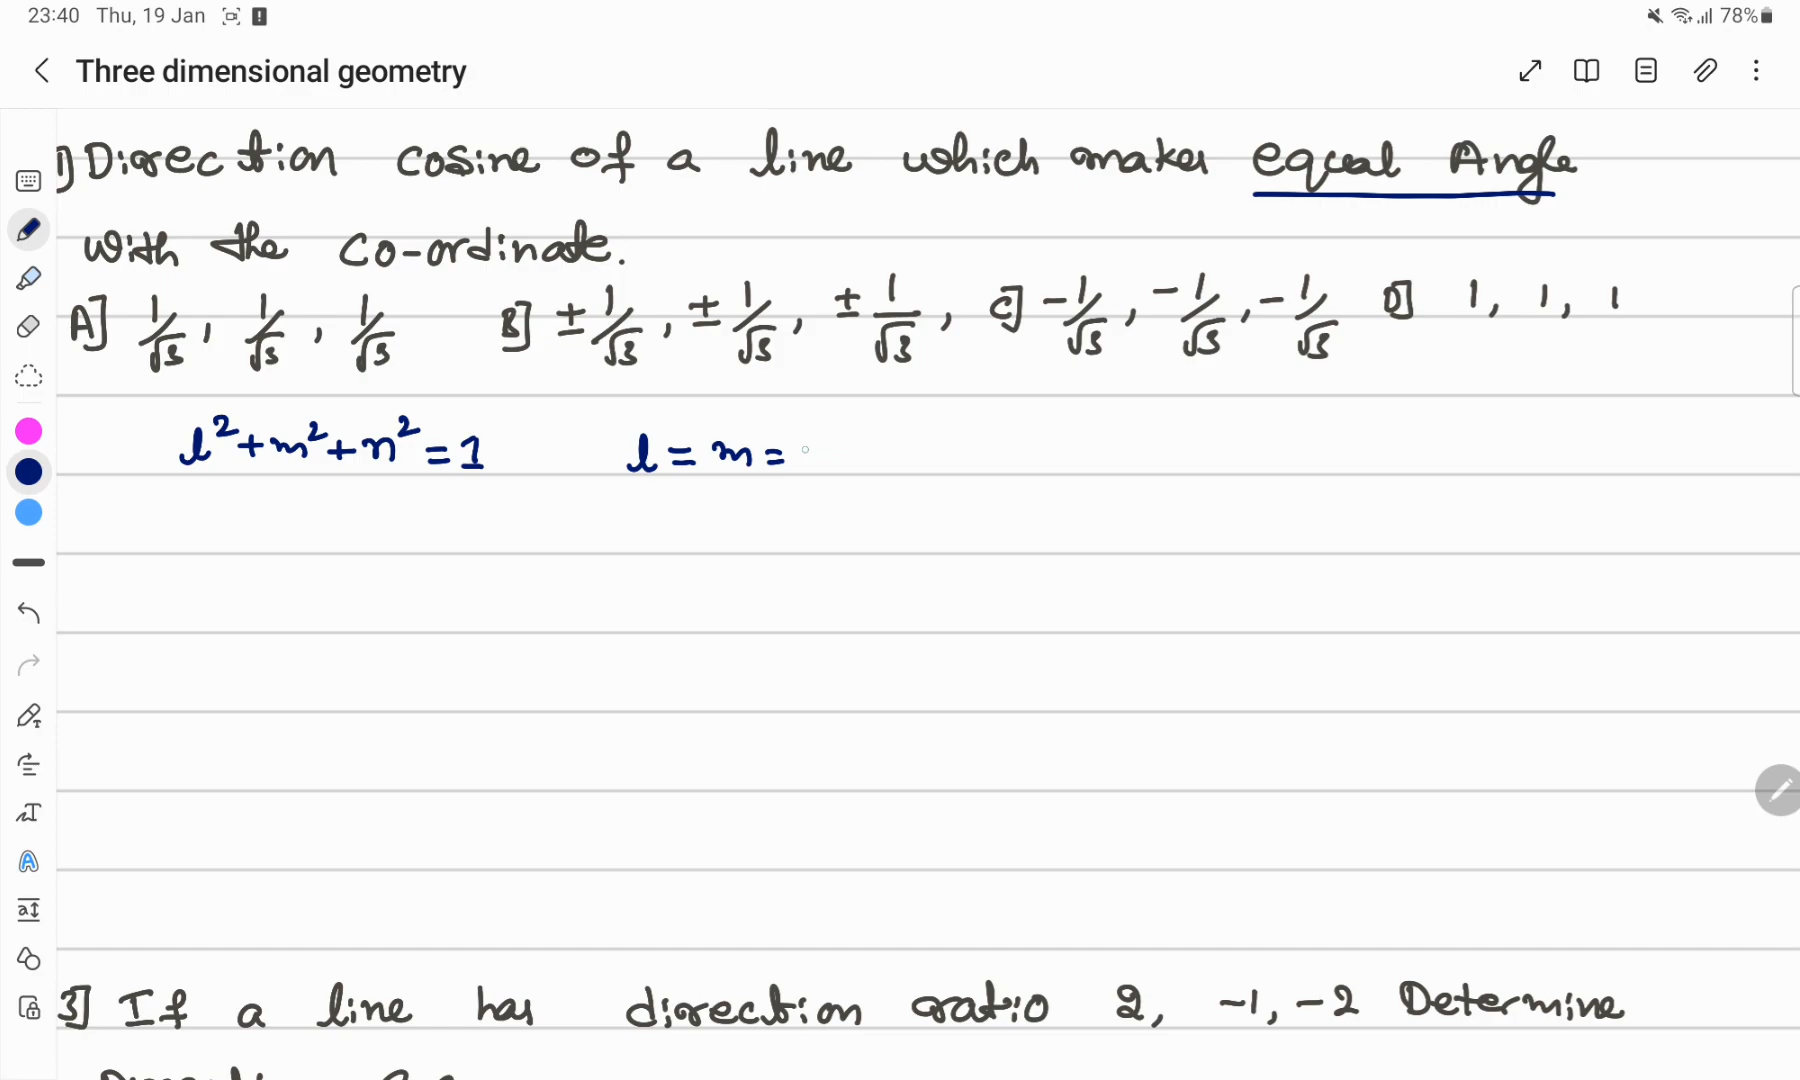 23:40 Thu, 19 Jan 78%
Three dimensional geometry
1) Direction cosine of a line which makes equal Angle
with the co-ordinate.
A] 1/√3, 1/√3, 1/√3 B] ±1/√3, ±1/√3, ±1/√3, C] -1/√3, -1/√3, -1/√3 D] 1, 1, 1
l²+m²+n²=1 l=m=
3] If a line has direction ratio 2, -1, -2 Determine